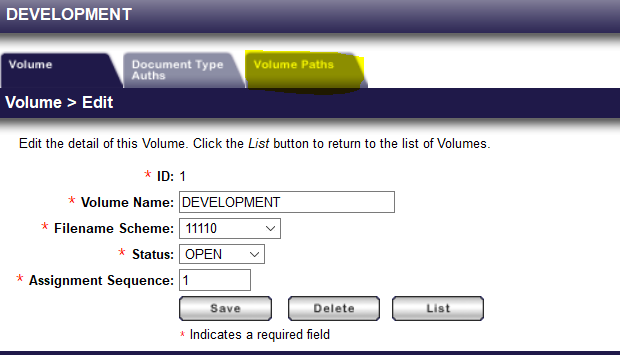 DEVELOPMENT
Volume
Document Type
Auths
Volume Paths
Volume > Edit
Edit the detail of this Volume. Click the List button to return to the list of Volumes.
* ID: 1
* Volume Name: DEVELOPMENT
* Filename Scheme: 11110
* Status: OPEN
* Assignment Sequence: 1
Save Delete List
* Indicates a required field